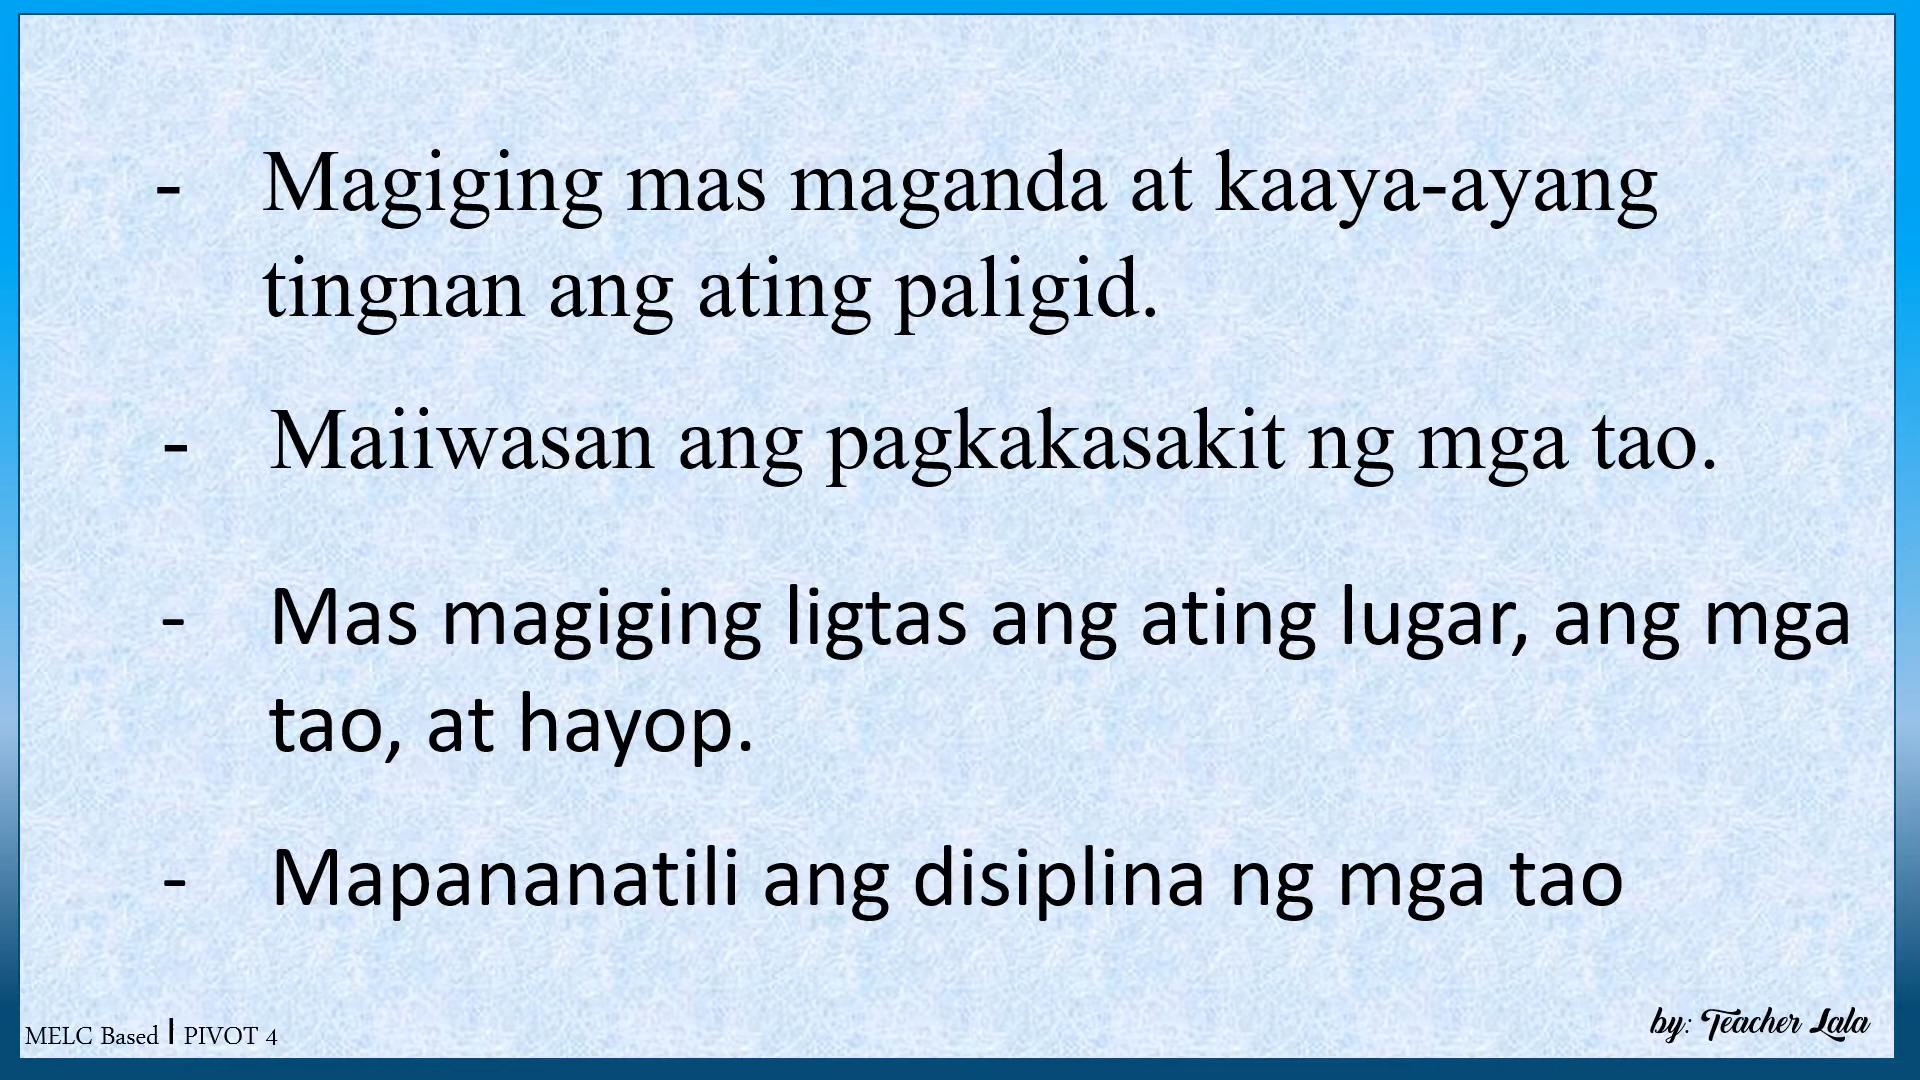 - Magiging mas maganda at kaaya-ayang
tingnan ang ating paligid.
- Maiiwasan ang pagkakasakit ng mga tao.
- Mas magiging ligtas ang ating lugar, ang mga
tao, at hayop.
- Mapananatili ang disiplina ng mga tao
MELC Based | PIVOT 4
by: Teacher Lala